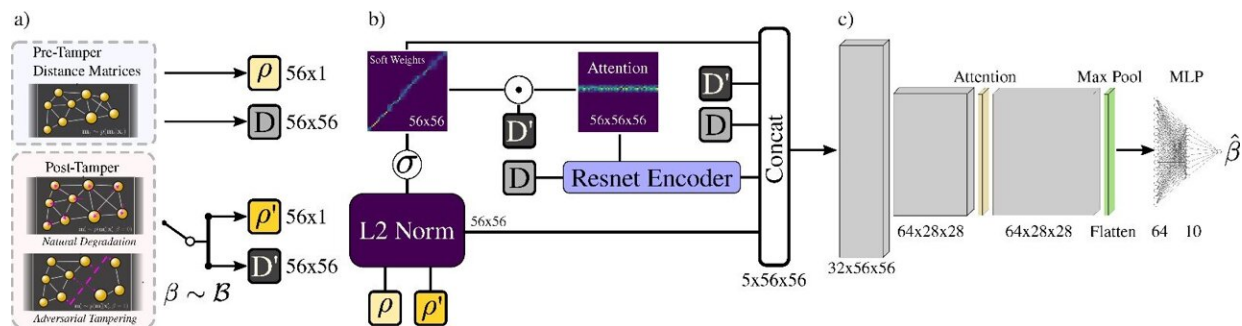 a)
Pre-Tamper
Distance Matrices
ρ
56x1
D
56x56
Post-Tamper
Natural Degradation
Adversarial Tampering
β ~ ℬ
ρ'
56x1
D'
56x56
b)
Soft Weights
56x56
σ
L2 Norm
56x56
ρ
ρ'
D'
Attention
56x56x56
D
Resnet Encoder
D'
D
Concat
5x56x56
c)
32x56x56
64x28x28
Attention
64x28x28
Max Pool
Flatten
MLP
64
10
β̂